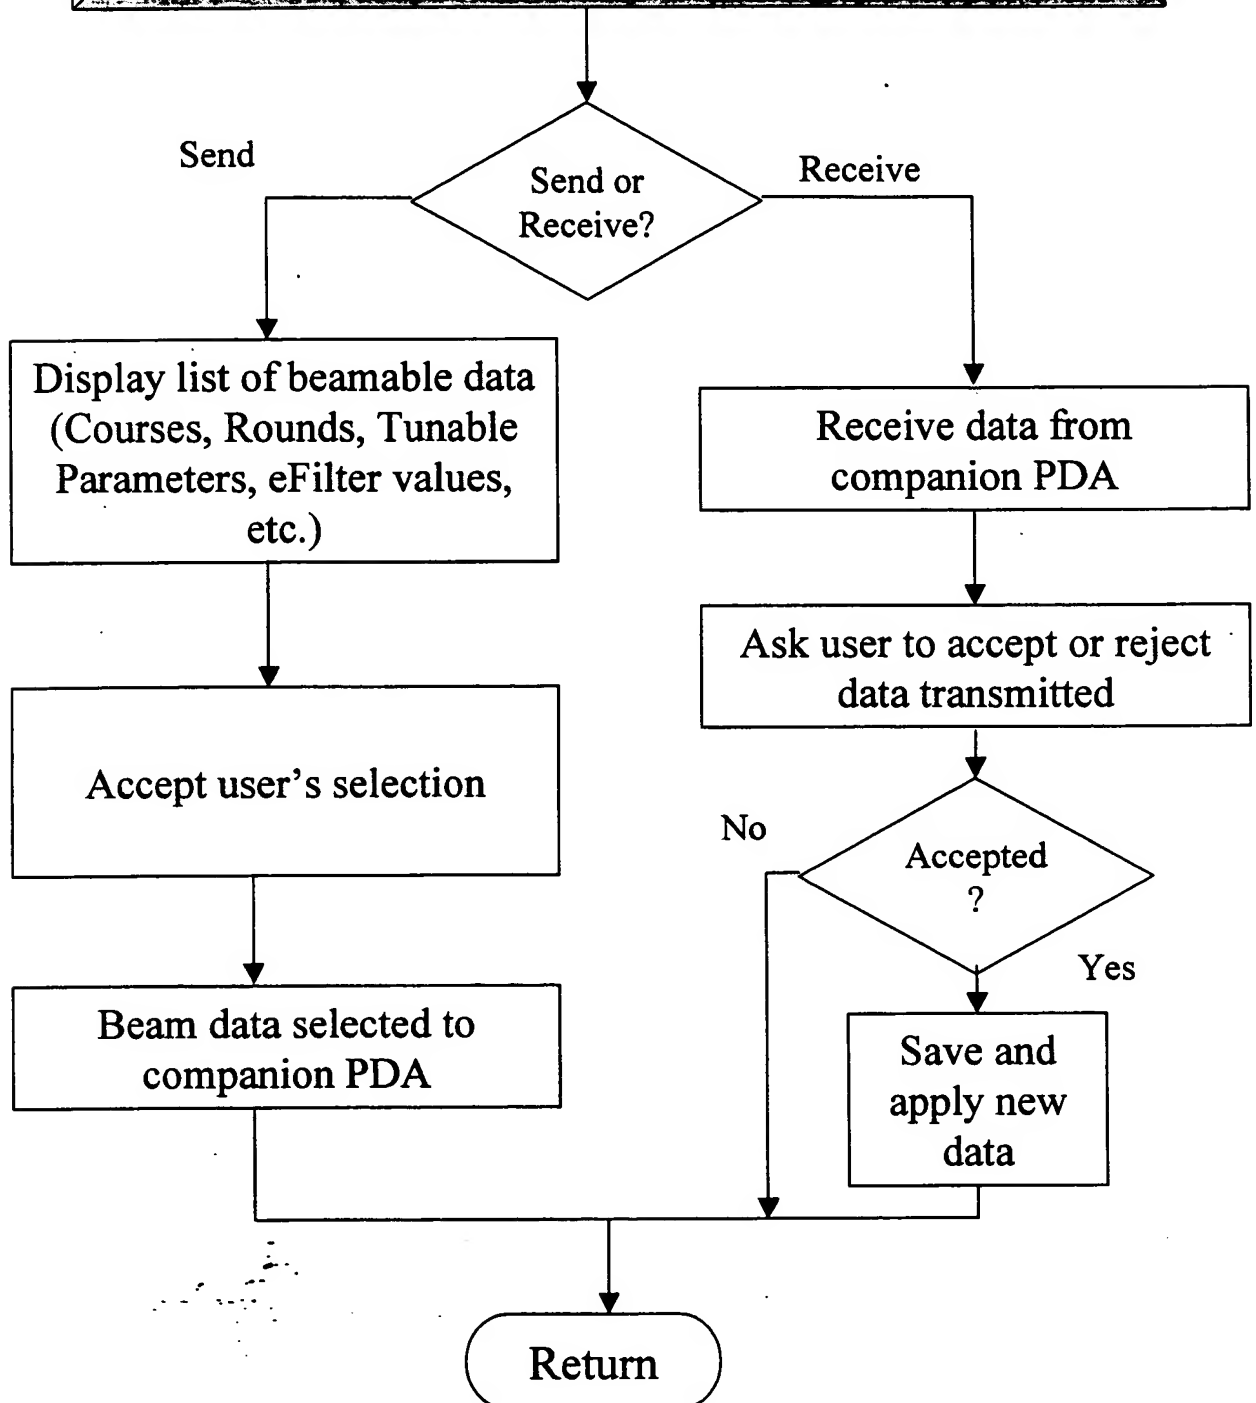 Send
Send or
Receive?
Receive
Display list of beamable data
(Courses, Rounds, Tunable
Parameters, eFilter values,
etc.)
Receive data from
companion PDA
Ask user to accept or reject
data transmitted
Accept user’s selection
No
Accepted
?
Yes
Beam data selected to
companion PDA
Save and
apply new
data
Return